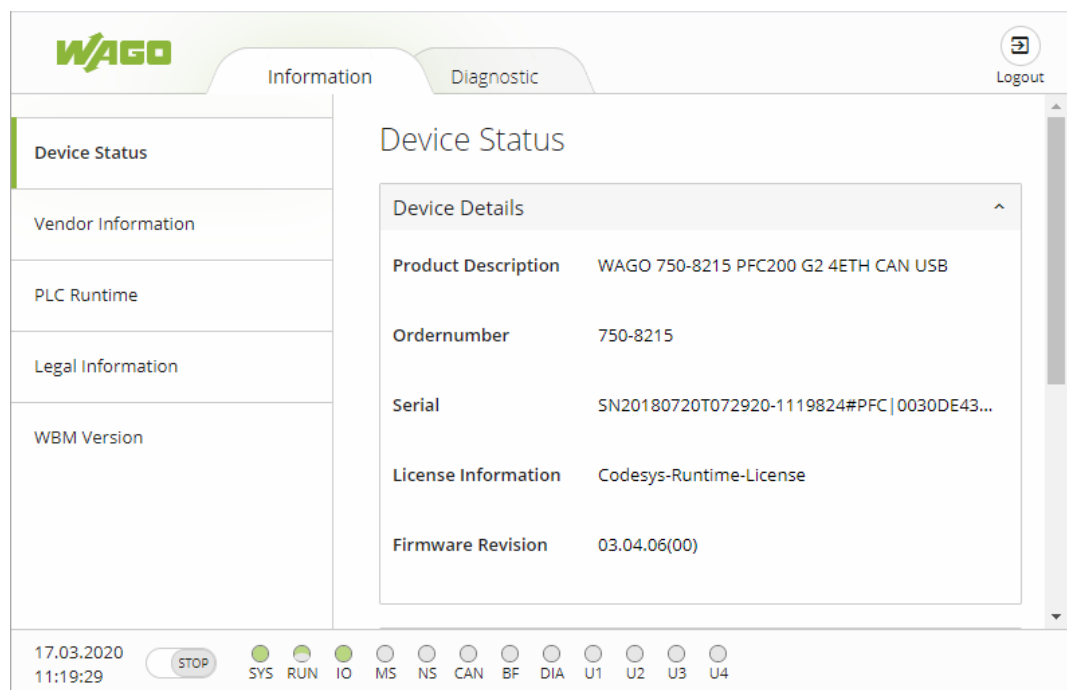 WAGO
Information
Diagnostic
Logout
Device Status
Vendor Information
PLC Runtime
Legal Information
WBM Version
Device Status
Device Details
Product Description WAGO 750-8215 PFC200 G2 4ETH CAN USB
Ordernumber 750-8215
Serial SN20180720T072920-1119824#PFC|0030DE43...
License Information Codesys-Runtime-License
Firmware Revision 03.04.06(00)
17.03.2020
11:19:29
STOP
SYS RUN IO MS NS CAN BF DIA U1 U2 U3 U4